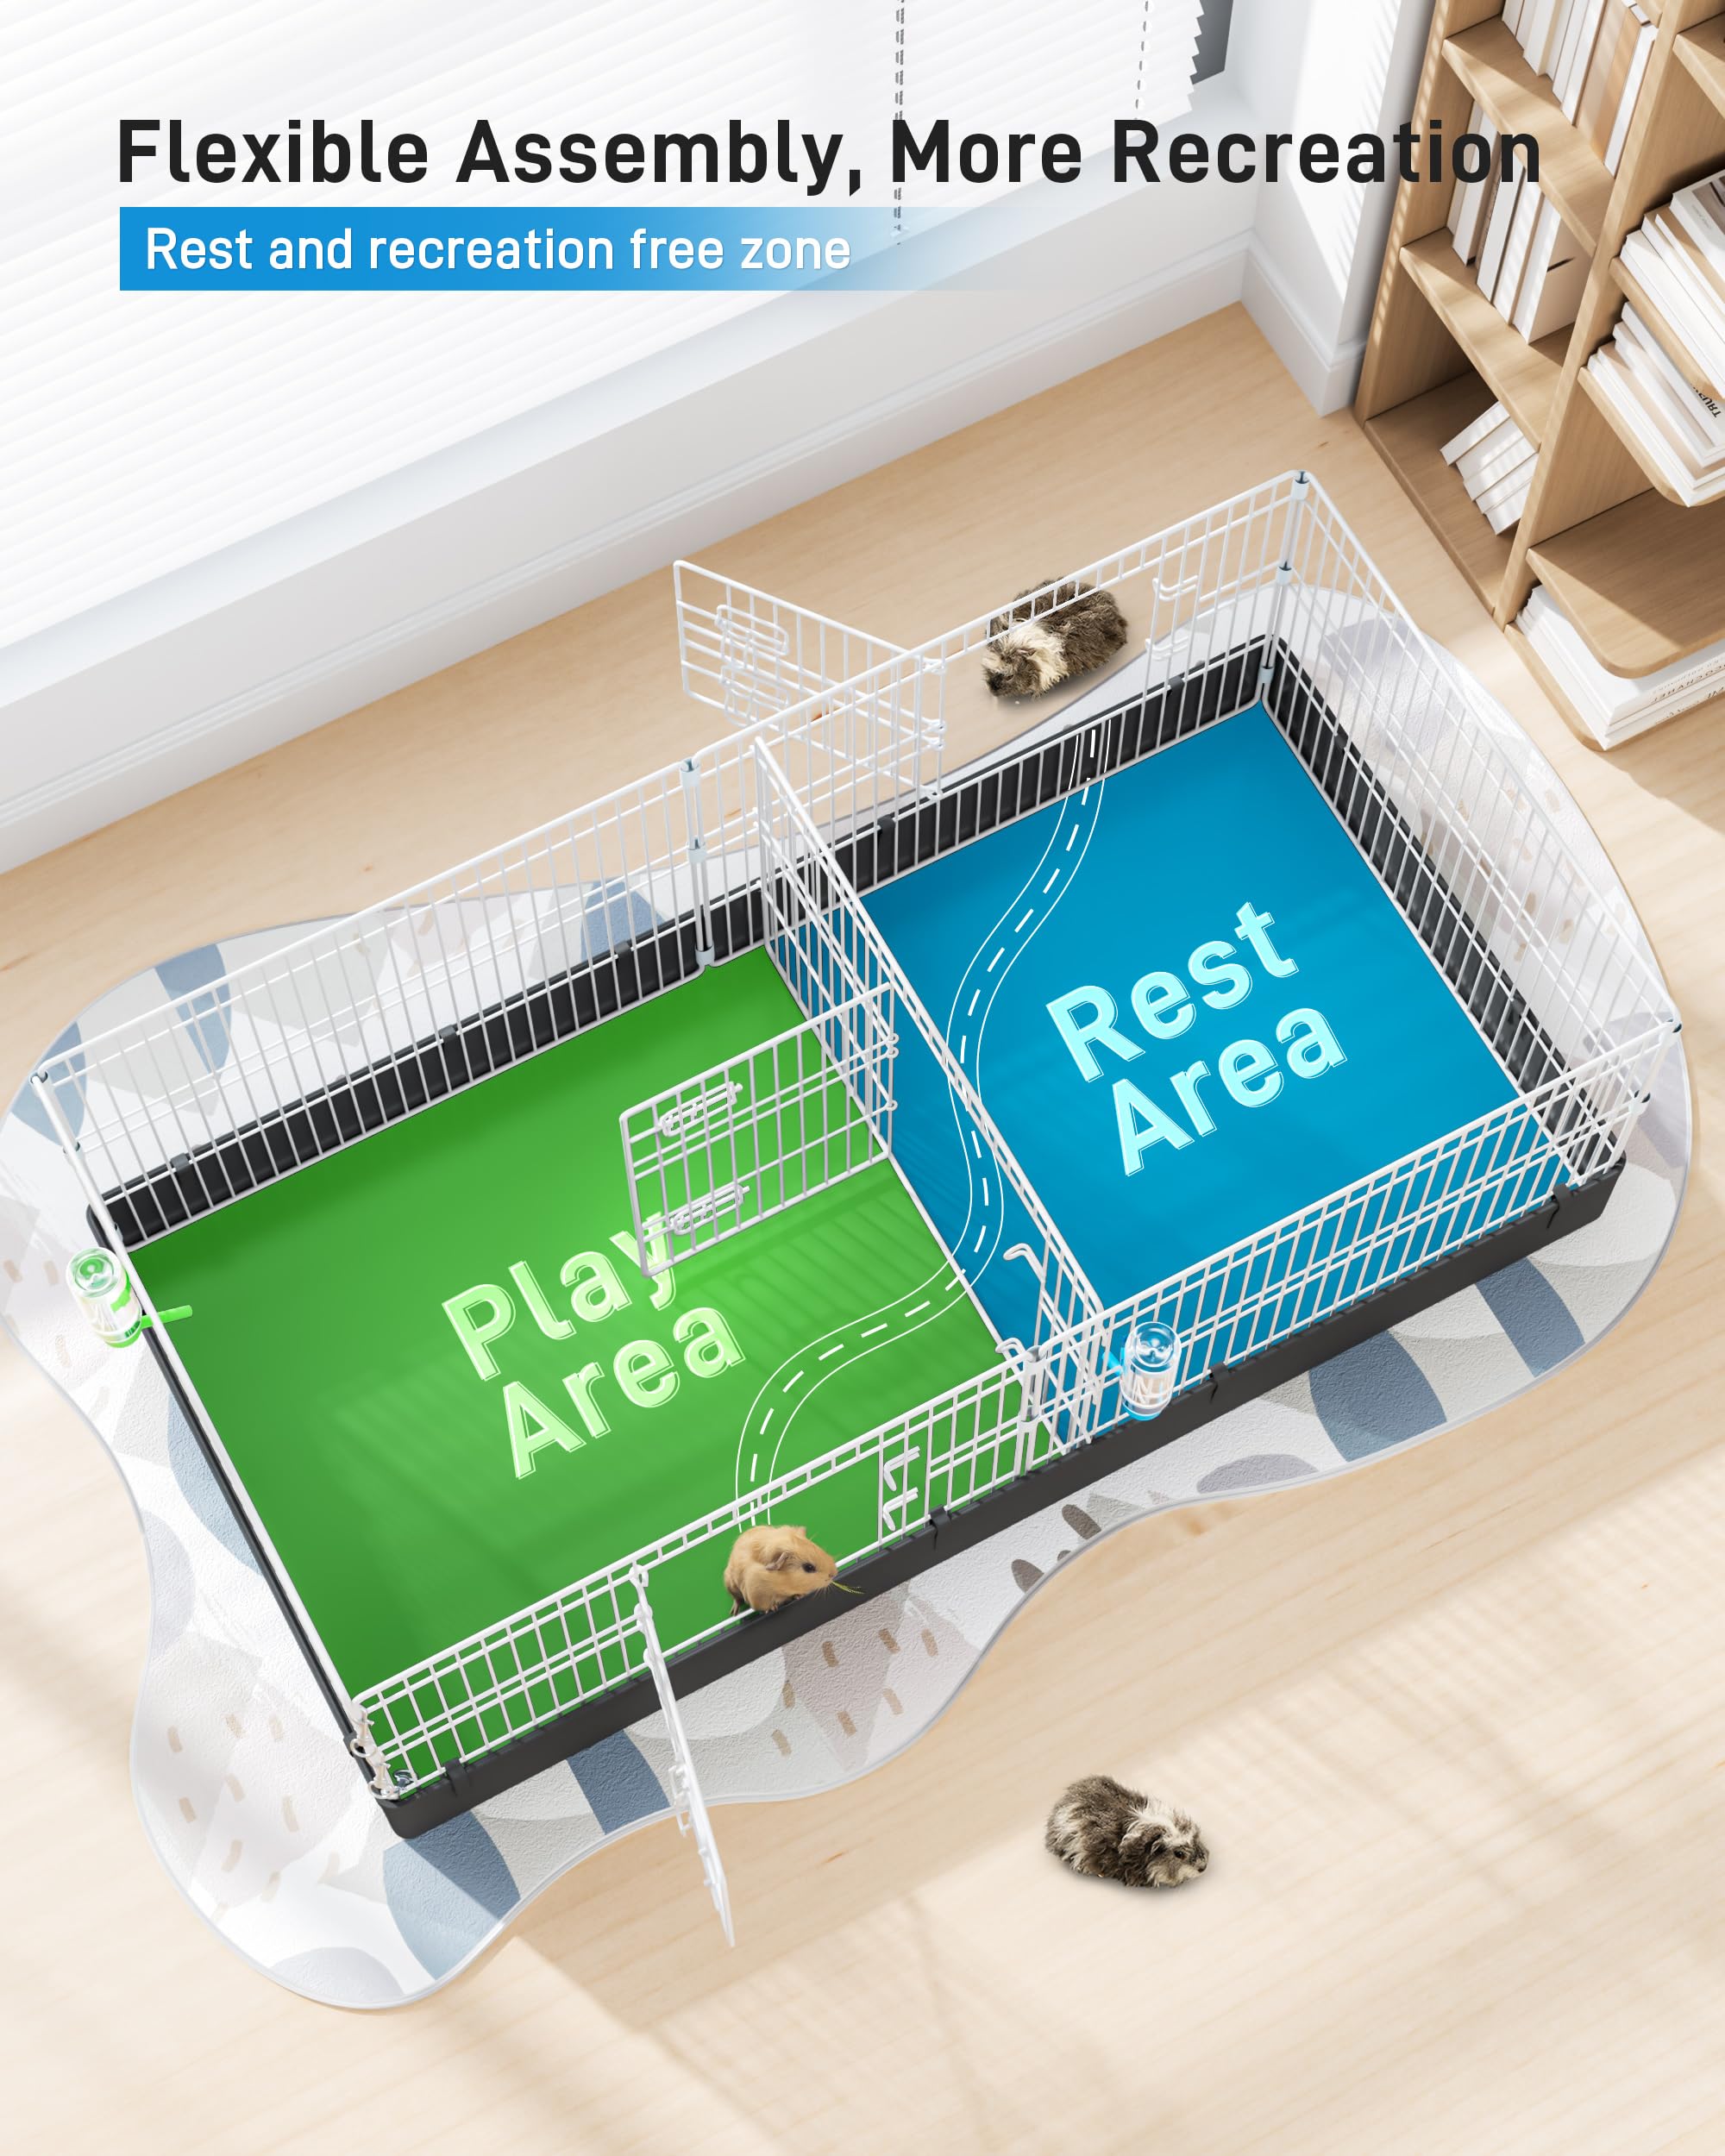 Flexible Assembly, More Recreation
Rest and recreation free zone
Rest
Area
Play
Area